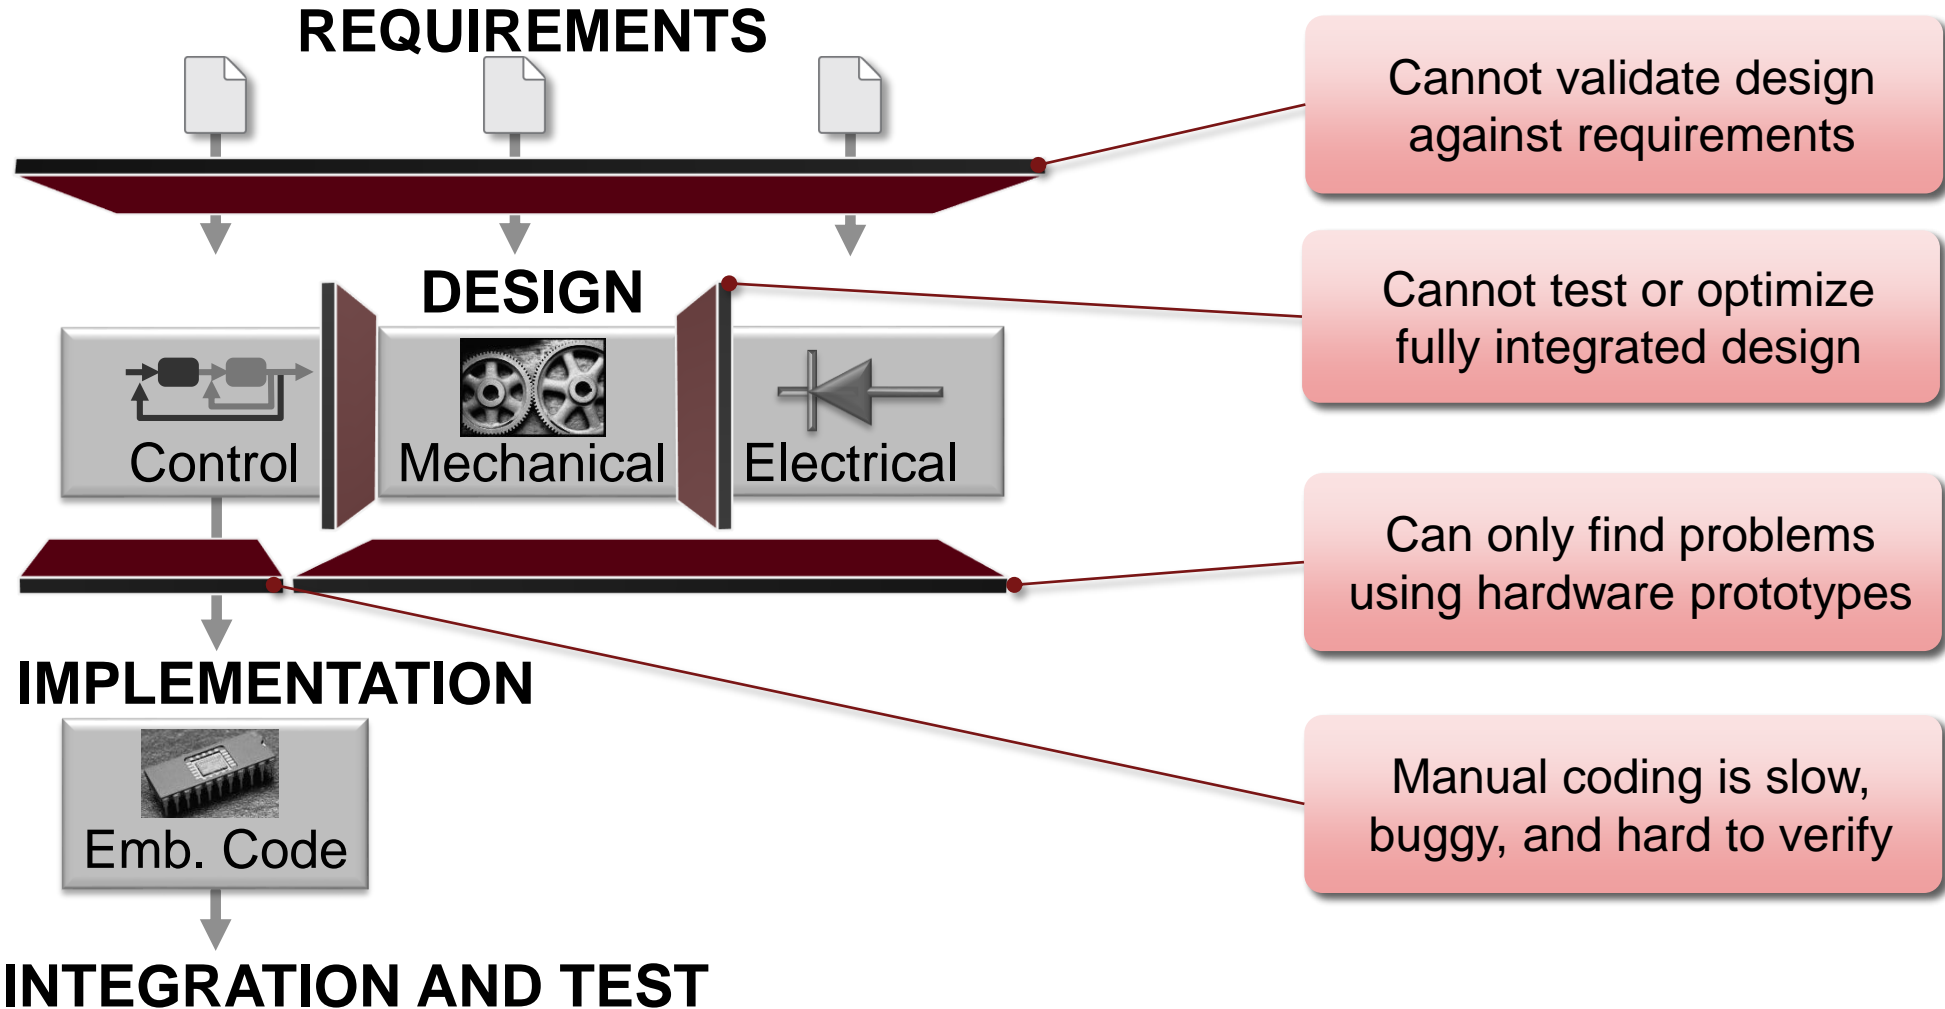 REQUIREMENTS
Cannot validate design
against requirements
DESIGN
Cannot test or optimize
fully integrated design
Control
Mechanical
Electrical
Can only find problems
using hardware prototypes
IMPLEMENTATION
Manual coding is slow,
buggy, and hard to verify
Emb. Code
INTEGRATION AND TEST